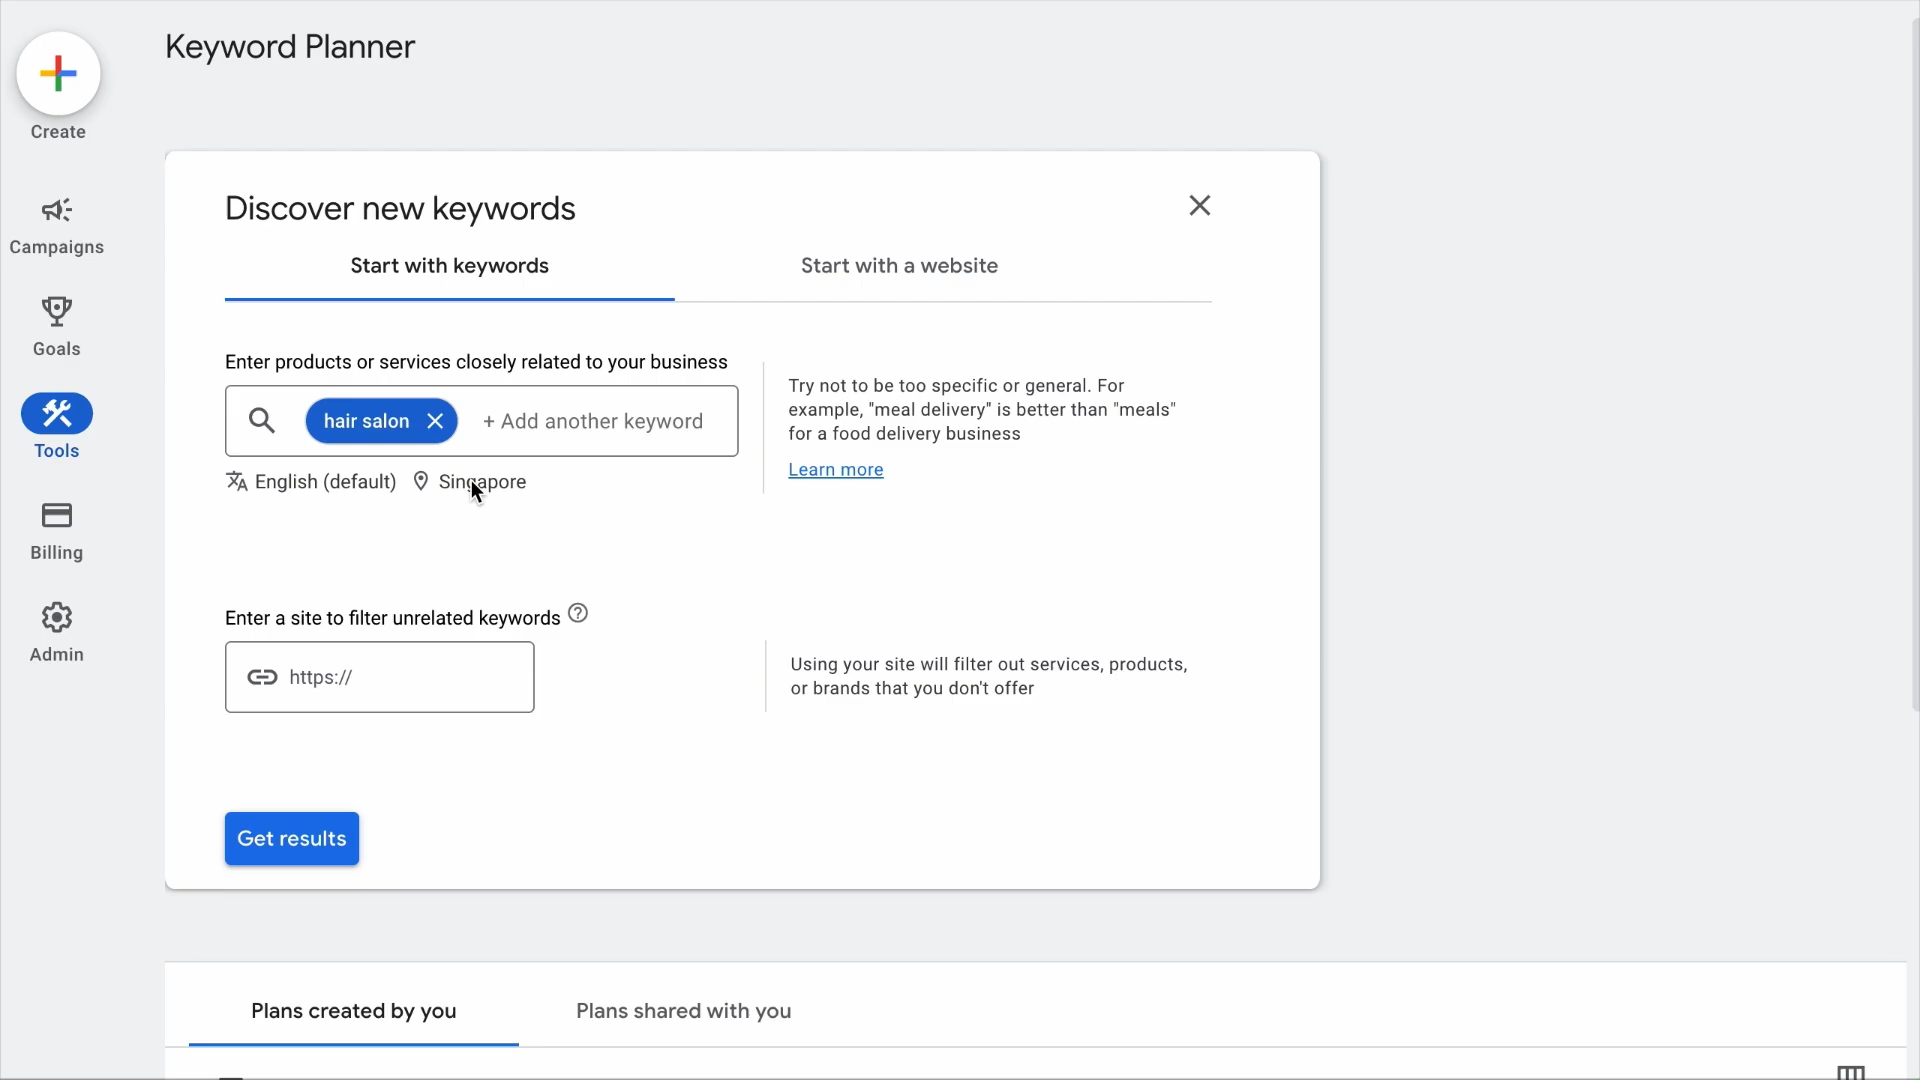 Keyword Planner
Create
Campaigns
Goals
Tools
Billing
Admin
Discover new keywords
Start with keywords
Start with a website
Enter products or services closely related to your business
hair salon
+ Add another keyword
English (default)
Singapore
Try not to be too specific or general. For
example, "meal delivery" is better than "meals"
for a food delivery business
Learn more
Enter a site to filter unrelated keywords
https://
Using your site will filter out services, products,
or brands that you don't offer
Get results
Plans created by you
Plans shared with you